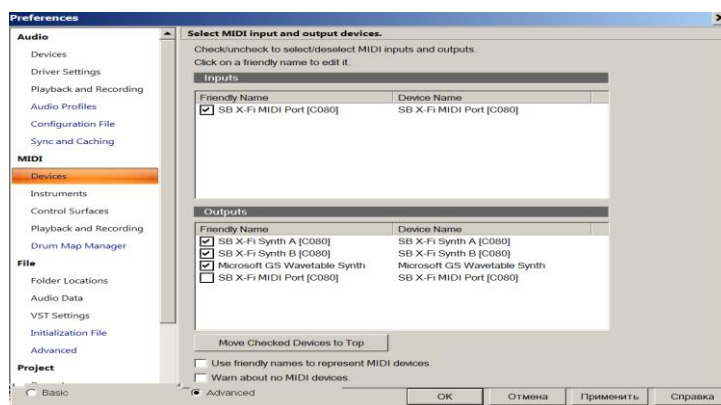 Preferences
Audio
Devices
Driver Settings
Playback and Recording
Audio Profiles
Configuration File
Sync and Caching
MIDI
Devices
Instruments
Control Surfaces
Playback and Recording
Drum Map Manager
File
Folder Locations
Audio Data
VST Settings
Initialization File
Advanced
Project
Basic
Advanced
Select MIDI input and output devices.
Check/uncheck to select/deselect MIDI inputs and outputs.
Click on a friendly name to edit it.
Inputs
Friendly Name Device Name
SB X-Fi MIDI Port [C080] SB X-Fi MIDI Port [C080]
Outputs
Friendly Name Device Name
SB X-Fi Synth A [C080] SB X-Fi Synth A [C080]
SB X-Fi Synth B [C080] SB X-Fi Synth B [C080]
Microsoft GS Wavetable Synth Microsoft GS Wavetable Synth
SB X-Fi MIDI Port [C080] SB X-Fi MIDI Port [C080]
Move Checked Devices to Top
Use friendly names to represent MIDI devices.
Warn about no MIDI devices.
OK Отмена Применить Справка